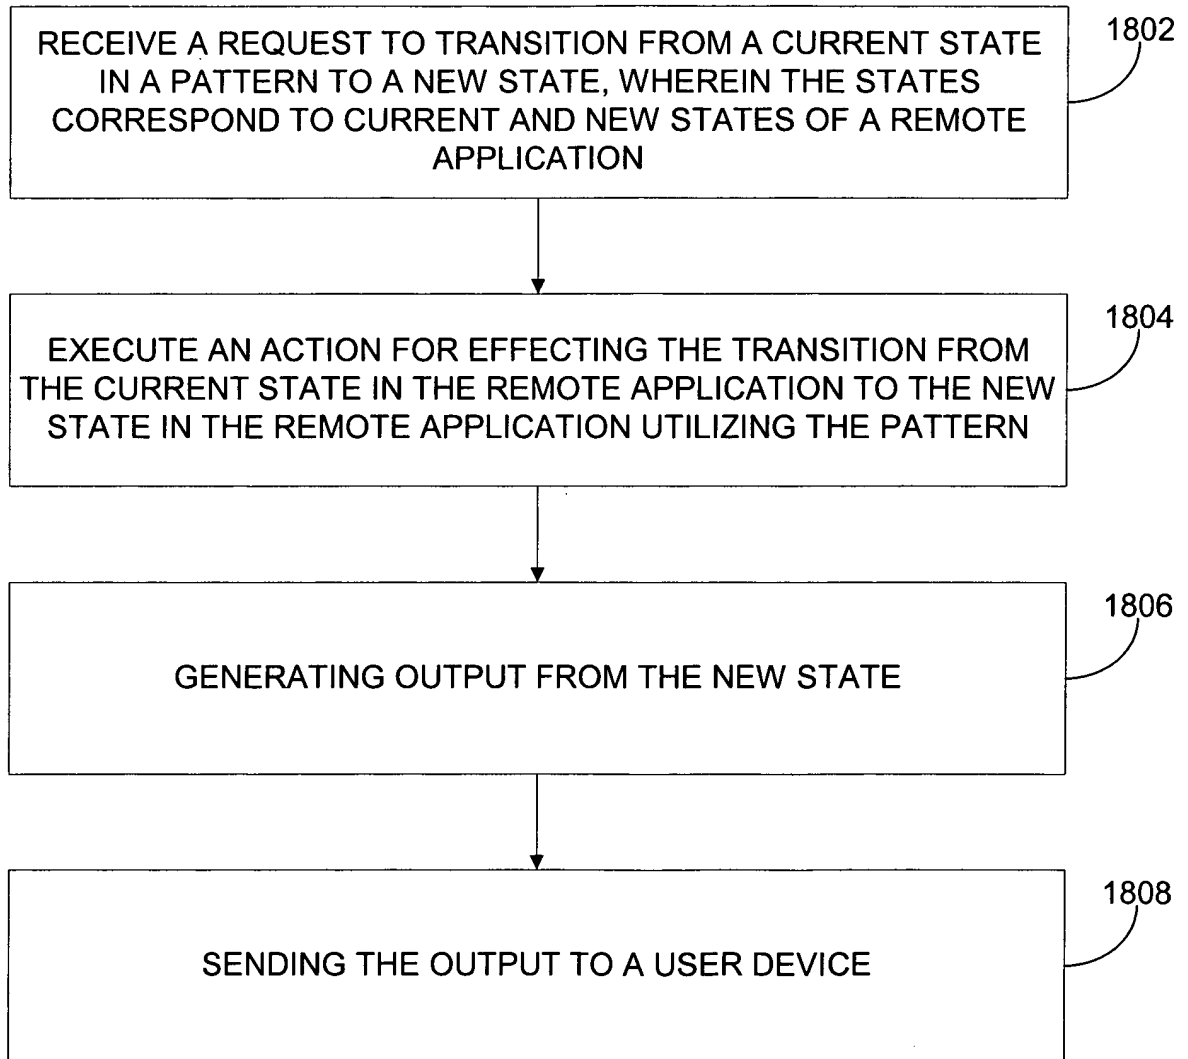 RECEIVE A REQUEST TO TRANSITION FROM A CURRENT STATE
IN A PATTERN TO A NEW STATE, WHEREIN THE STATES
CORRESPOND TO CURRENT AND NEW STATES OF A REMOTE
APPLICATION
1802
EXECUTE AN ACTION FOR EFFECTING THE TRANSITION FROM
THE CURRENT STATE IN THE REMOTE APPLICATION TO THE NEW
STATE IN THE REMOTE APPLICATION UTILIZING THE PATTERN
1804
GENERATING OUTPUT FROM THE NEW STATE
1806
SENDING THE OUTPUT TO A USER DEVICE
1808